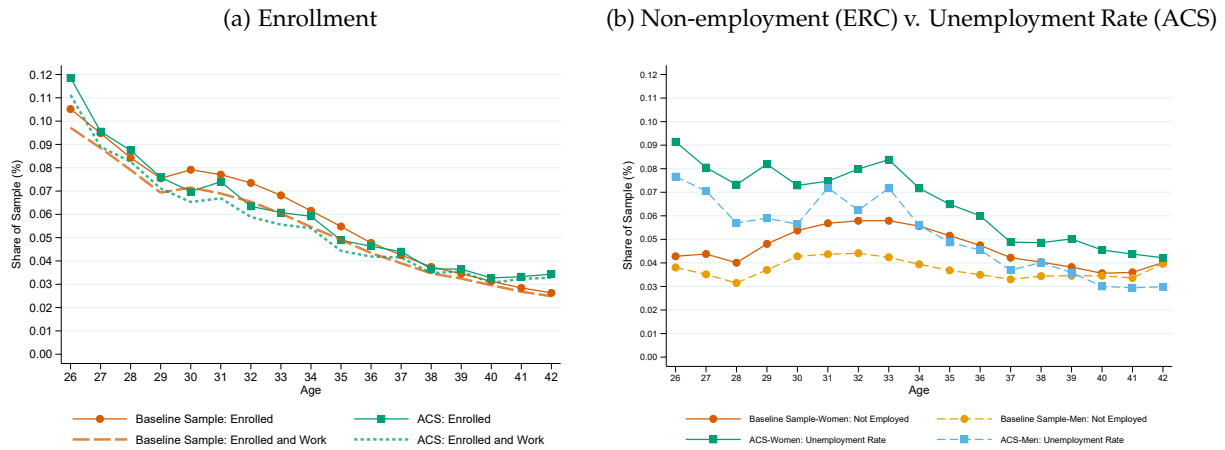 (a) Enrollment
Share of Sample (%)
0.12
0.11
0.10
0.09
0.08
0.07
0.06
0.05
0.04
0.03
0.02
0.01
0.00
26 27 28 29 30 31 32 33 34 35 36 37 38 39 40 41 42
Age
Baseline Sample: Enrolled
ACS: Enrolled
Baseline Sample: Enrolled and Work
ACS: Enrolled and Work
(b) Non-employment (ERC) v. Unemployment Rate (ACS)
Share of Sample (%)
0.12
0.11
0.10
0.09
0.08
0.07
0.06
0.05
0.04
0.03
0.02
0.01
0.00
26 27 28 29 30 31 32 33 34 35 36 37 38 39 40 41 42
Age
Baseline Sample-Women: Not Employed
Baseline Sample-Men: Not Employed
ACS-Women: Unemployment Rate
ACS-Men: Unemployment Rate